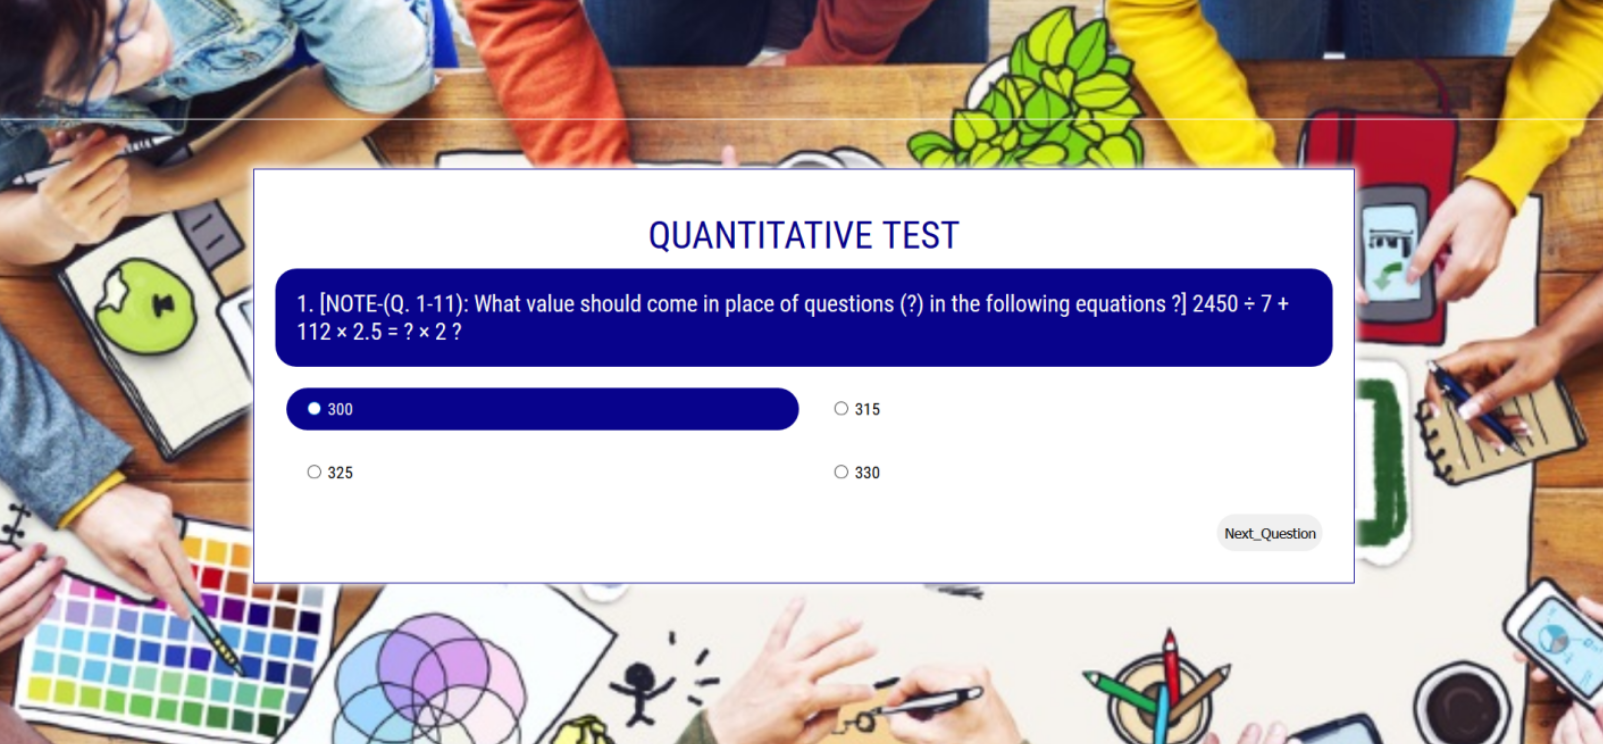 QUANTITATIVE TEST
1. [NOTE-(Q. 1-11): What value should come in place of questions (?) in the following equations ?] 2450 ÷ 7 +
112 × 2.5 = ? × 2 ?
300
315
325
330
Next_Question